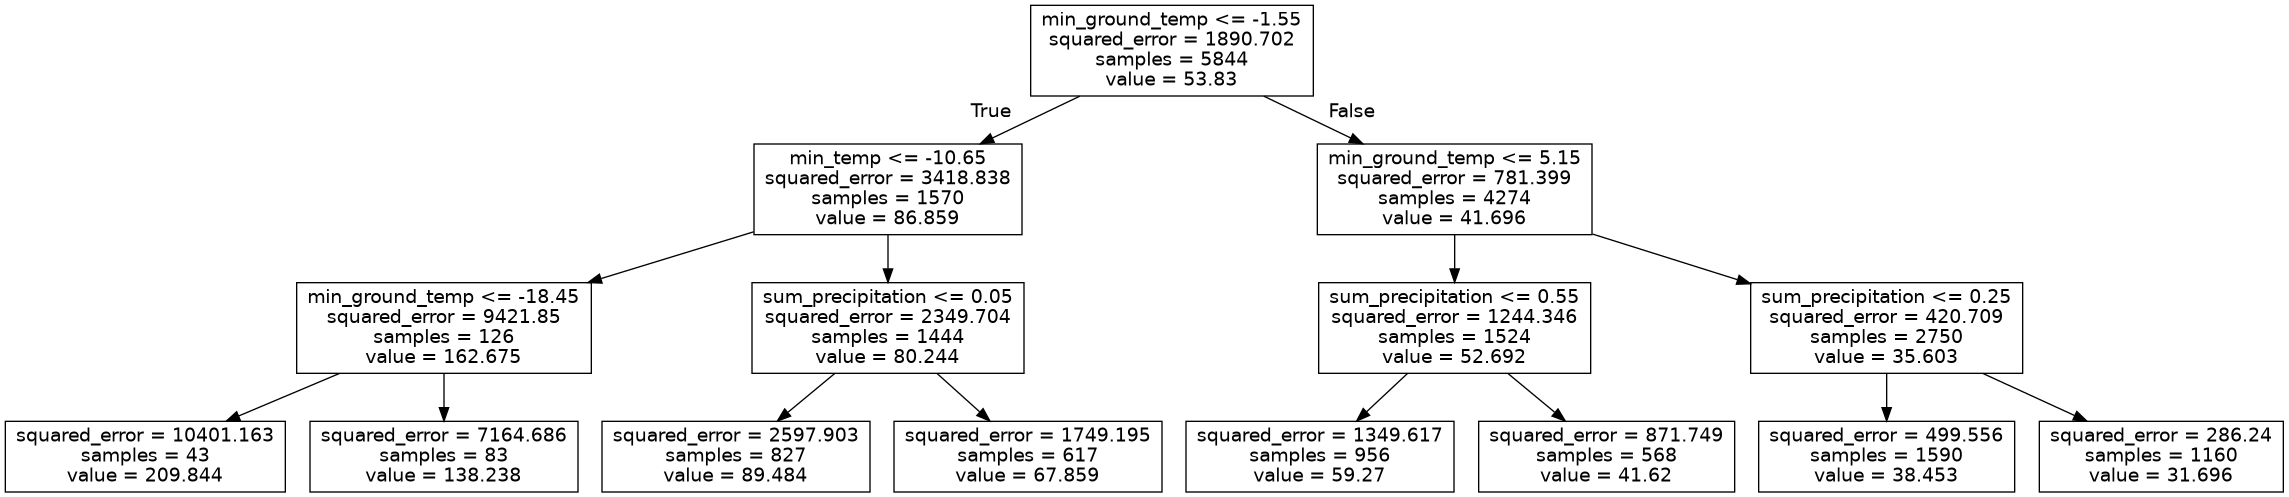 min_ground_temp <= -1.55
squared_error = 1890.702
samples = 5844
value = 53.83
True
False
min_temp <= -10.65
squared_error = 3418.838
samples = 1570
value = 86.859
min_ground_temp <= 5.15
squared_error = 781.399
samples = 4274
value = 41.696
min_ground_temp <= -18.45
squared_error = 9421.85
samples = 126
value = 162.675
sum_precipitation <= 0.05
squared_error = 2349.704
samples = 1444
value = 80.244
sum_precipitation <= 0.55
squared_error = 1244.346
samples = 1524
value = 52.692
sum_precipitation <= 0.25
squared_error = 420.709
samples = 2750
value = 35.603
squared_error = 10401.163
samples = 43
value = 209.844
squared_error = 7164.686
samples = 83
value = 138.238
squared_error = 2597.903
samples = 827
value = 89.484
squared_error = 1749.195
samples = 617
value = 67.859
squared_error = 1349.617
samples = 956
value = 59.27
squared_error = 871.749
samples = 568
value = 41.62
squared_error = 499.556
samples = 1590
value = 38.453
squared_error = 286.24
samples = 1160
value = 31.696